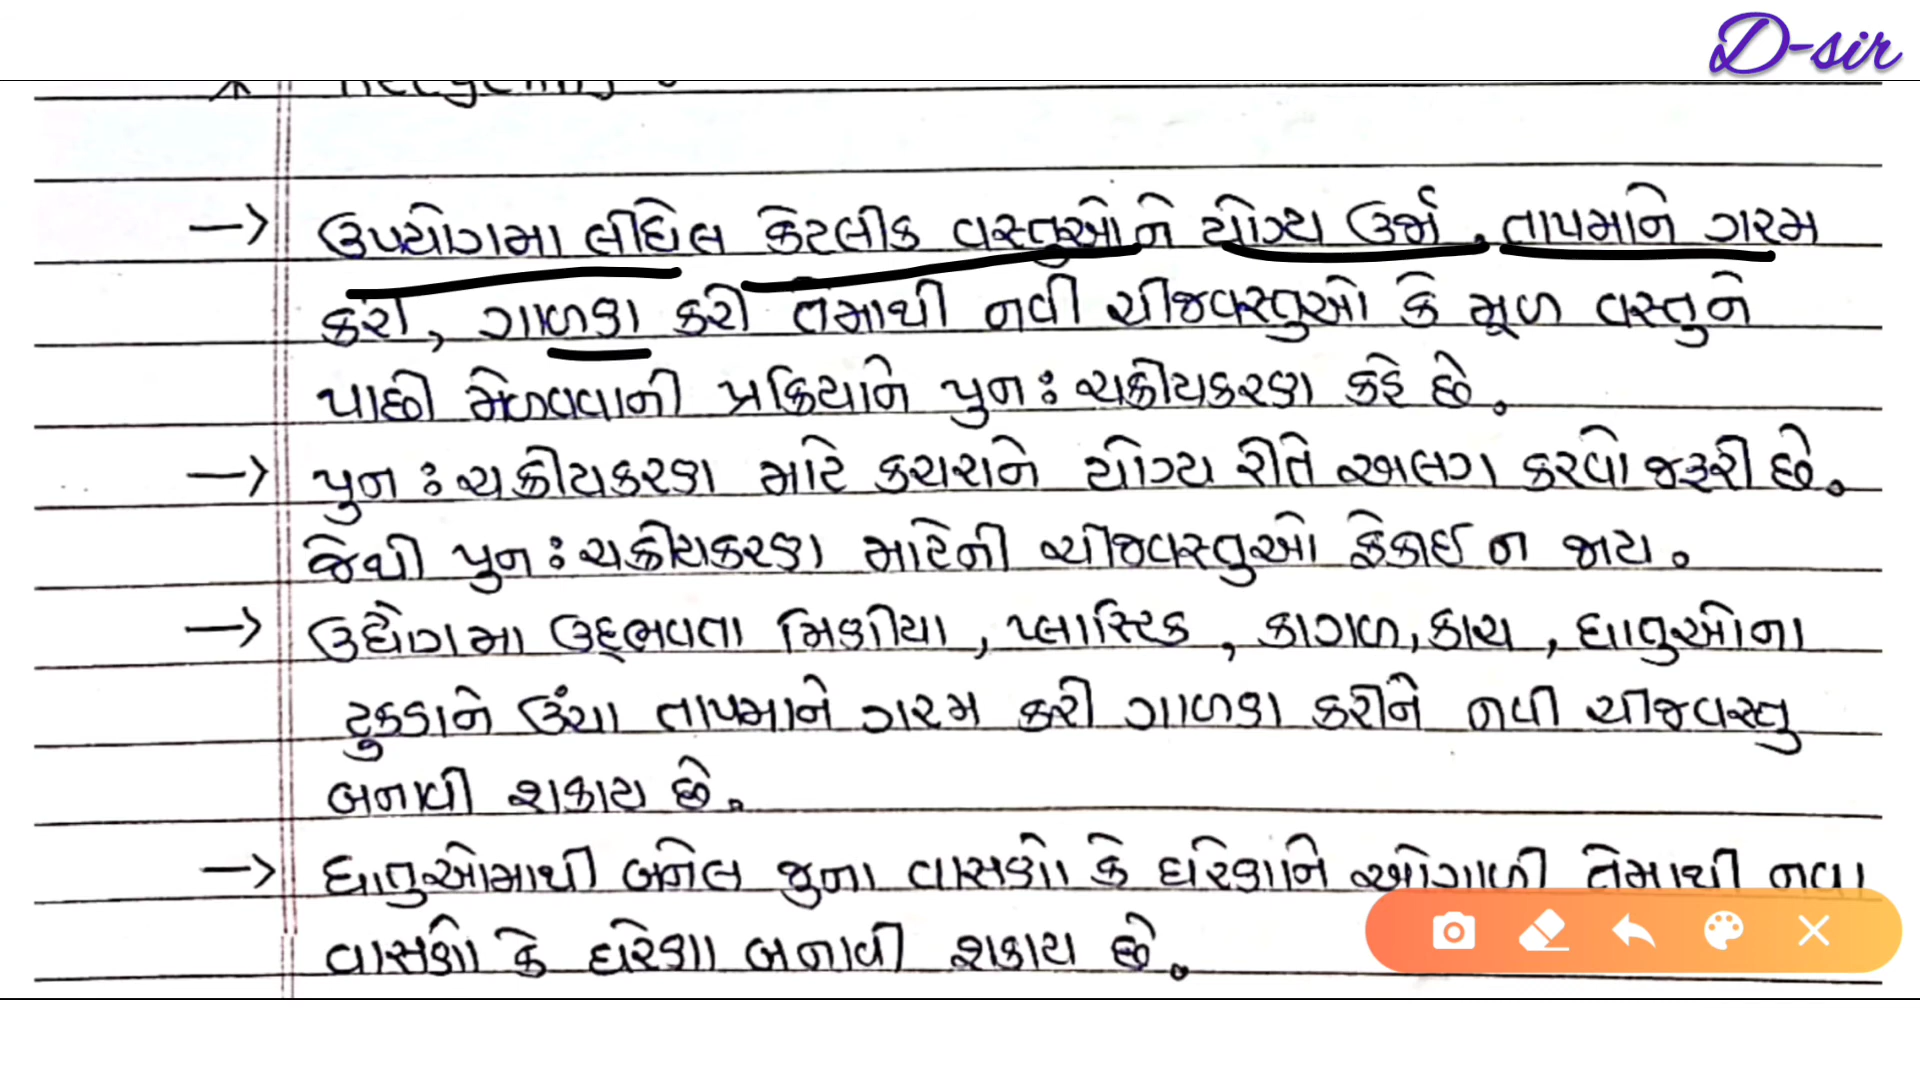 D-sir
* Recycling :
→ ઉપયોગમા લીધેલ કેટલીક વસ્તુઓને યોગ્ય ઉર્જા, તાપમાને ગરમ
કરી, ગાળણ કરી તેમાથી નવી ચીજવસ્તુઓ કે મૂળ વસ્તુને
પાછી મેળવવાની પ્રક્રિયાને પુનઃચક્રીયકરણ કહે છે.
→ પુનઃચક્રીયકરણ માટે કચરાને યોગ્ય રીતે અલગ કરવો જરૂરી છે.
જેથી પુનઃચક્રીયકરણ માટેની ચીજવસ્તુઓ ફેકાઈ ન જાય.
→ ઉદ્યોગમા ઉદ્દભવતા મિણીયા, પ્લાસ્ટિક, કાગળ, કાચ, ધાતુઓના
ટુકડાને ઉંચા તાપમાને ગરમ કરી ગાળણ કરીને નવી ચીજવસ્તુ
બનાવી શકાય છે.
→ ધાતુઓમાથી બનેલ જુના વાસણો કે ઘરેણાને ઓગાળી તેમાથી નવા
વાસણો કે ઘરેણા બનાવી શકાય છે.